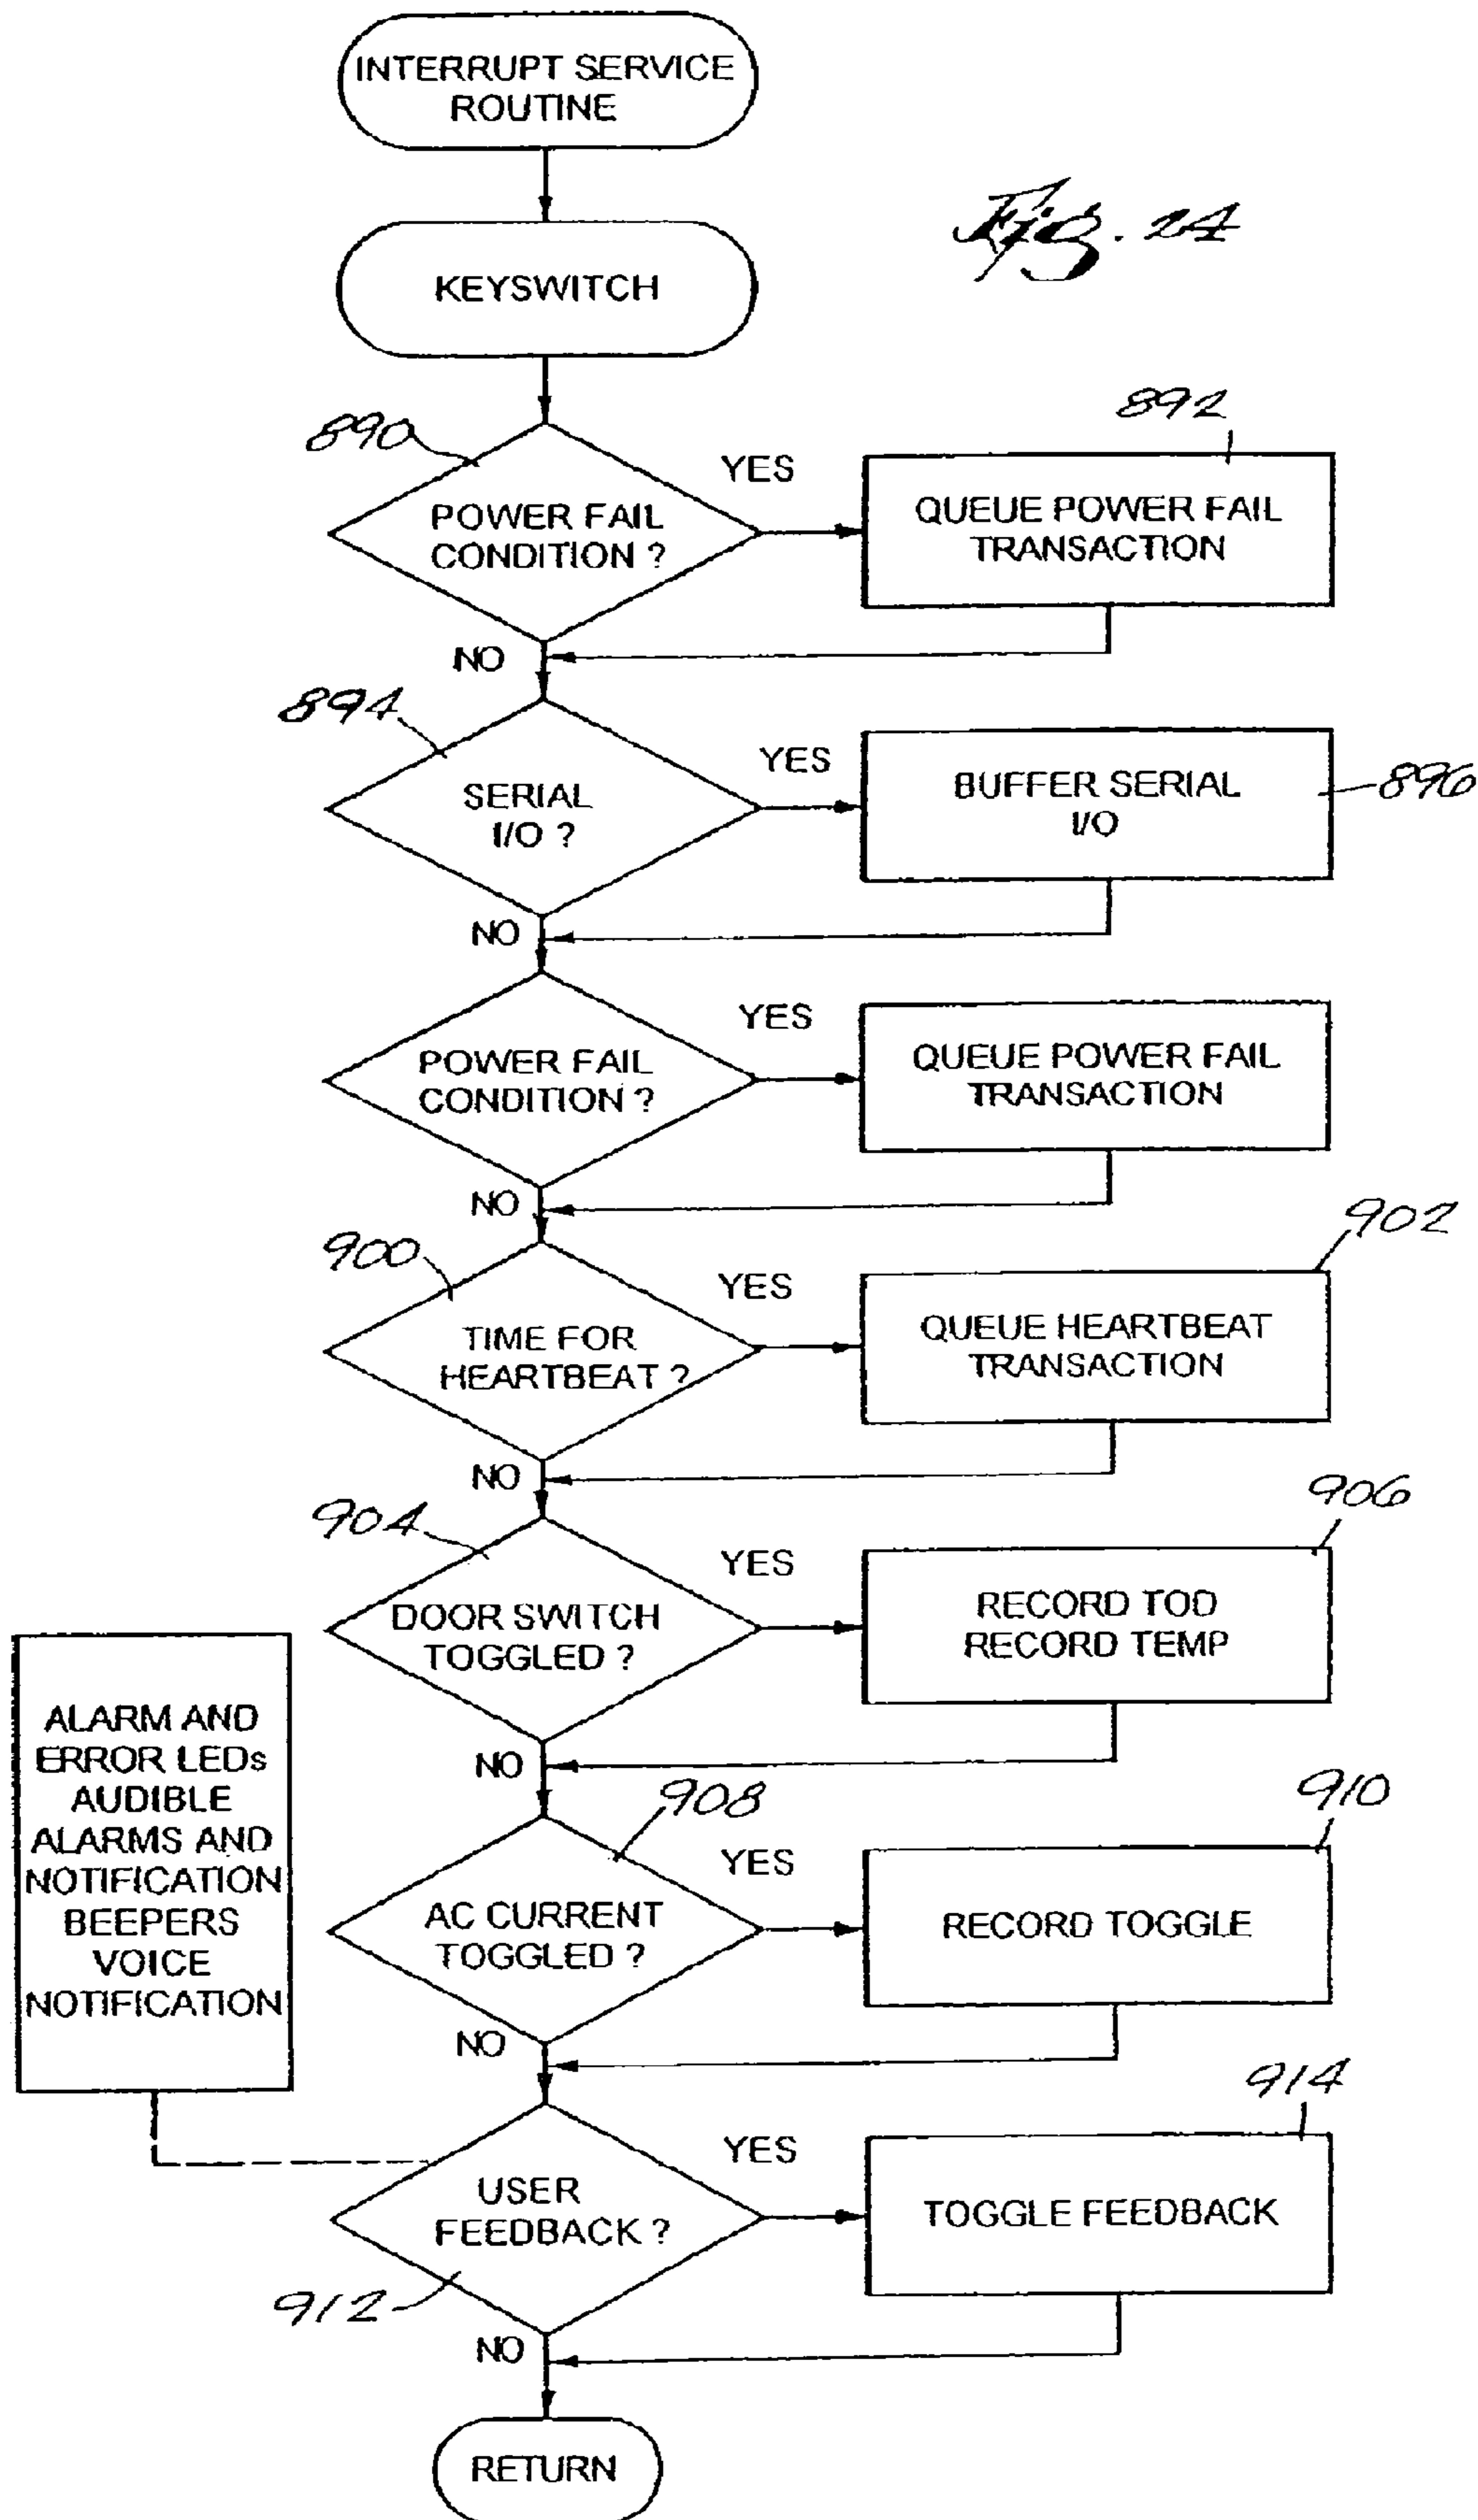 INTERRUPT SERVICE
ROUTINE
Fig. 24
KEYSWITCH
890
892
POWER FAIL
CONDITION ?
YES
QUEUE POWER FAIL
TRANSACTION
NO
894
SERIAL
I/O ?
YES
BUFFER SERIAL
I/O
896
NO
POWER FAIL
CONDITION ?
YES
QUEUE POWER FAIL
TRANSACTION
NO
900
902
TIME FOR
HEARTBEAT ?
YES
QUEUE HEARTBEAT
TRANSACTION
NO
904
906
DOOR SWITCH
TOGGLED ?
YES
RECORD TOD
RECORD TEMP
NO
ALARM AND
ERROR LEDs
AUDIBLE
ALARMS AND
NOTIFICATION
BEEPERS
VOICE
NOTIFICATION
908
910
AC CURRENT
TOGGLED ?
YES
RECORD TOGGLE
NO
914
USER
FEEDBACK ?
YES
TOGGLE FEEDBACK
912
NO
RETURN